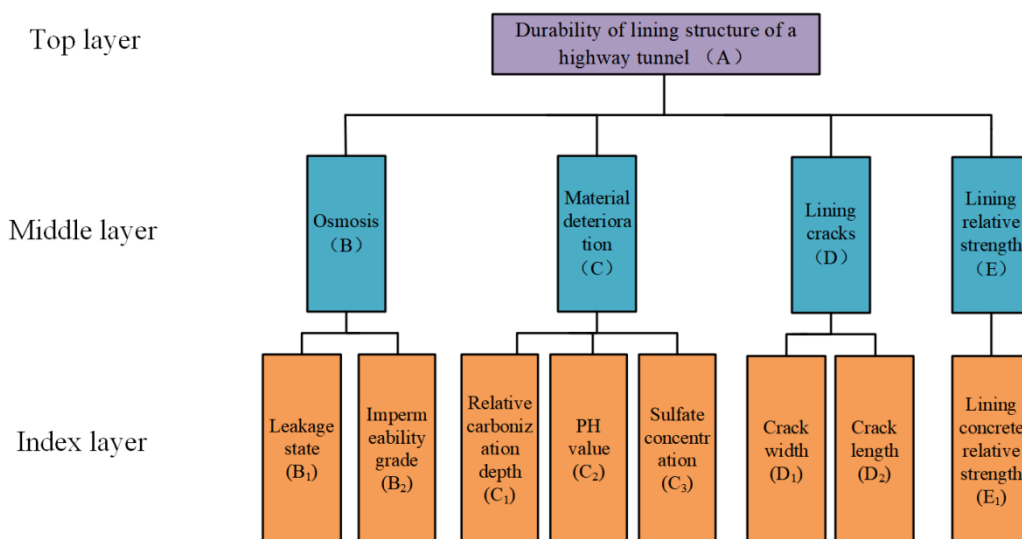 Top layer
Durability of lining structure of a
highway tunnel （A）
Middle layer
Osmosis
（B）
Material
deteriora
tion
（C）
Lining
cracks
（D）
Lining
relative
strength
（E）
Index layer
Leakage
state
(B₁)
Imperm
eability
grade
(B₂)
Relative
carboniz
ation
depth
(C₁)
PH
value
(C₂)
Sulfate
concentr
ation
(C₃)
Crack
width
(D₁)
Crack
length
(D₂)
Lining
concrete
relative
strength
(E₁)